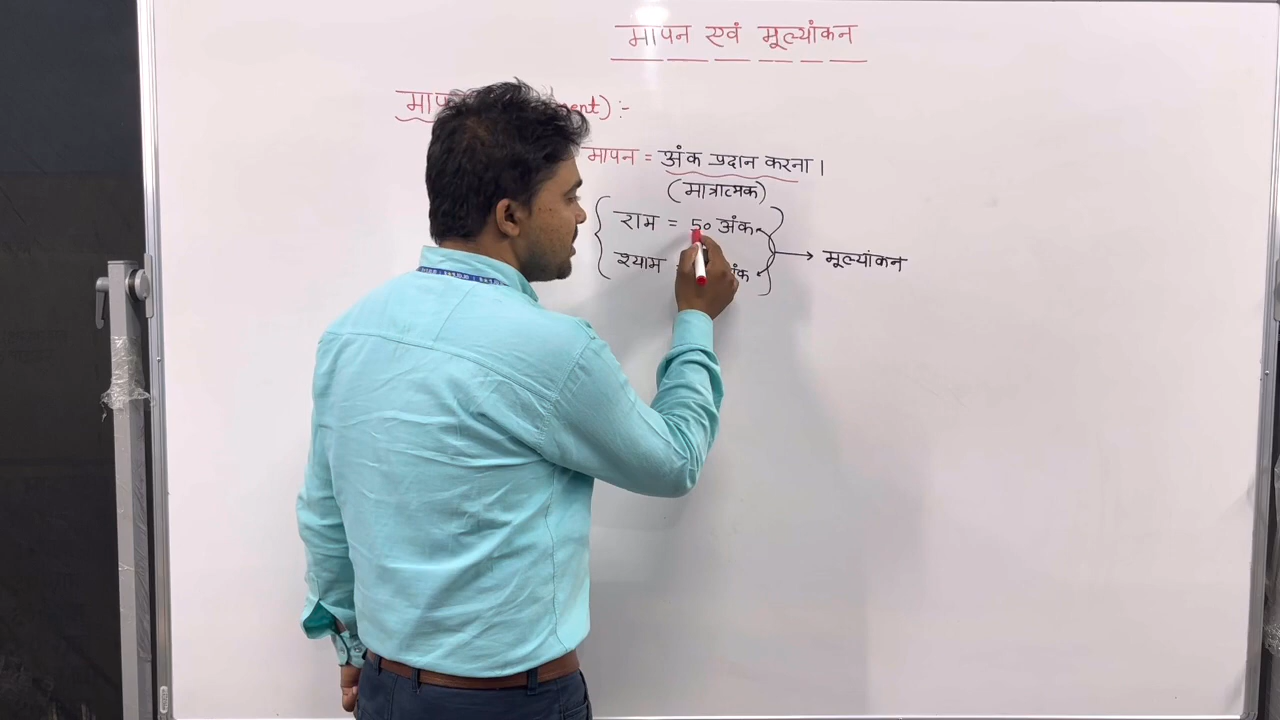 मापन एवं मूल्यांकन
ment) :-
मापन = अंक प्रदान करना।
(मात्रात्मक)
राम = 50 अंक
श्याम = अंक → मूल्यांकन